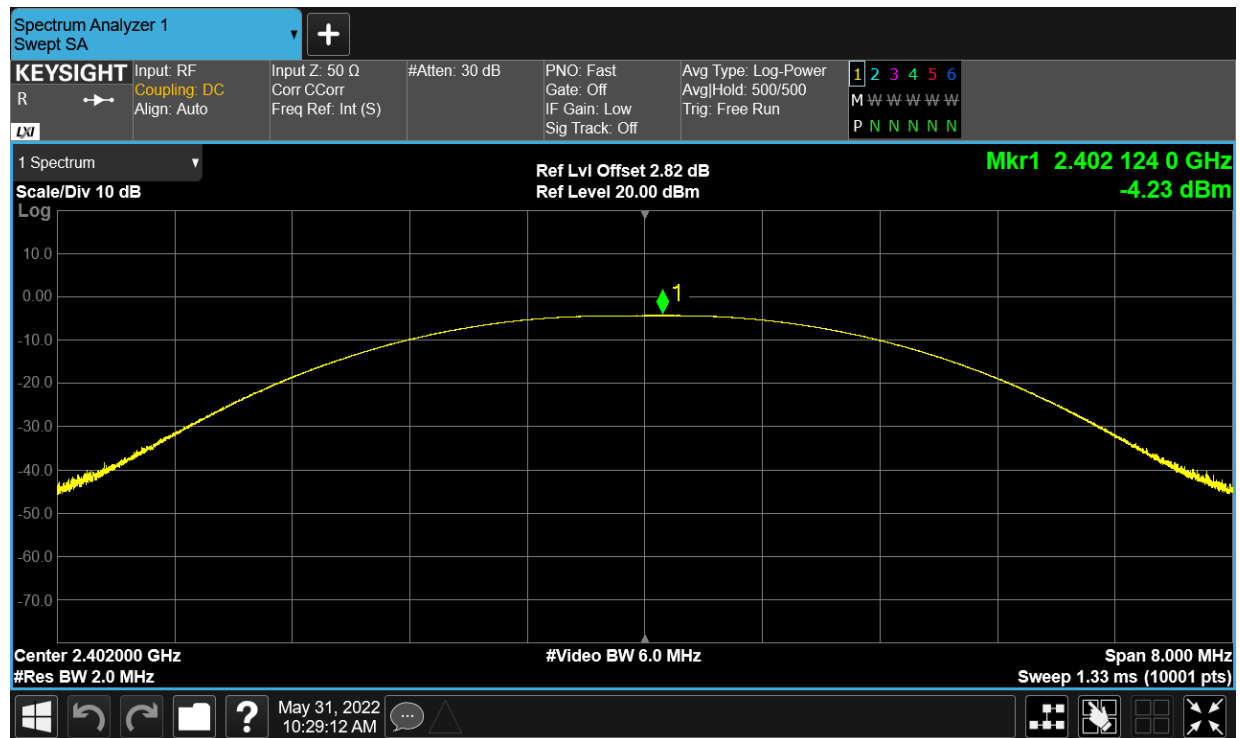 Spectrum Analyzer 1
Swept SA
KEYSIGHT
R
LXI
Input: RF
Coupling: DC
Align: Auto
Input Z: 50 Ω
Corr CCorr
Freq Ref: Int (S)
#Atten: 30 dB
PNO: Fast
Gate: Off
IF Gain: Low
Sig Track: Off
Avg Type: Log-Power
Avg|Hold: 500/500
Trig: Free Run
1 2 3 4 5 6
M W W W W W W
P N N N N N N
1 Spectrum
Scale/Div 10 dB
Ref Lvl Offset 2.82 dB
Ref Level 20.00 dBm
Mkr1 2.402 124 0 GHz
-4.23 dBm
Log
10.0
0.00
1
-10.0
-20.0
-30.0
-40.0
-50.0
-60.0
-70.0
Center 2.402000 GHz
#Video BW 6.0 MHz
Span 8.000 MHz
#Res BW 2.0 MHz
Sweep 1.33 ms (10001 pts)
?
May 31, 2022
10:29:12 AM